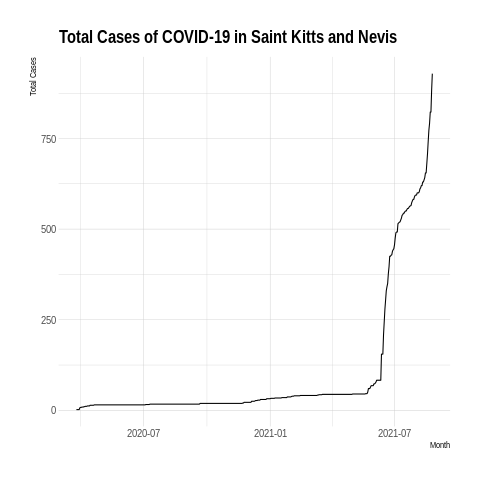 Total Cases of COVID-19 in Saint Kitts and Nevis
Total Cases
750
500
250
0
2020-07 2021-01 2021-07
Month